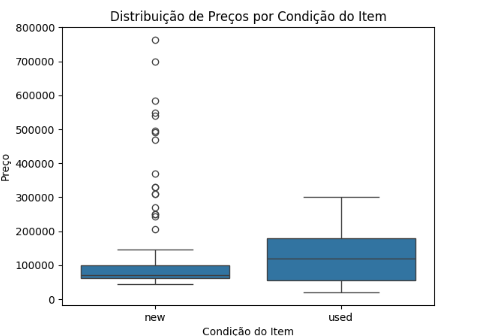 Distribuição de Preços por Condição do Item
800000
700000
600000
500000
400000
300000
200000
100000
0
Preço
new
used
Condição do Item